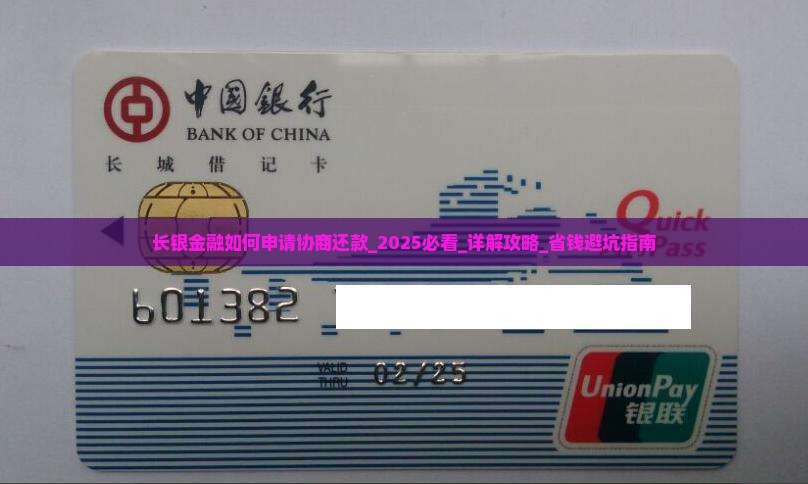 中國銀行
BANK OF CHINA
长城借记卡
Quick
Pass
长银金融如何申请协商还款_2025必看_详解攻略_省钱避坑指南
601382
VALID
THRU
02/25
UnionPay
银联